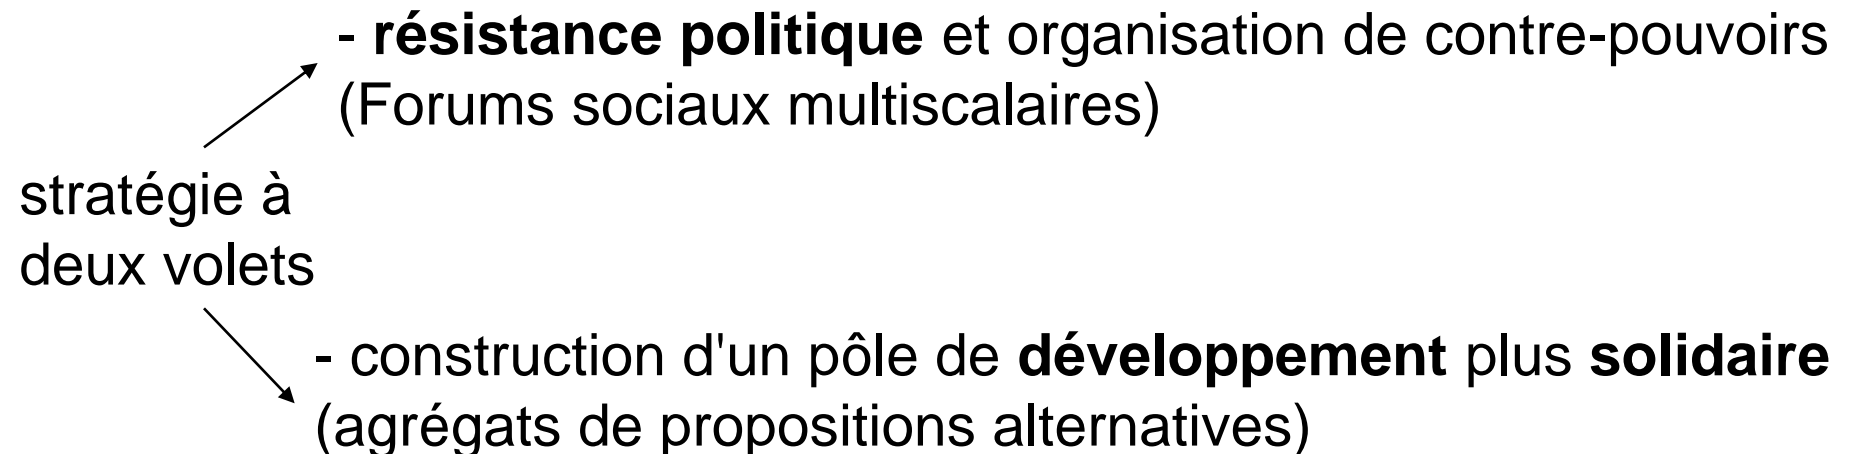 - résistance politique et organisation de contre-pouvoirs
(Forums sociaux multiscalaires)
stratégie à
deux volets
- construction d'un pôle de développement plus solidaire
(agrégats de propositions alternatives)